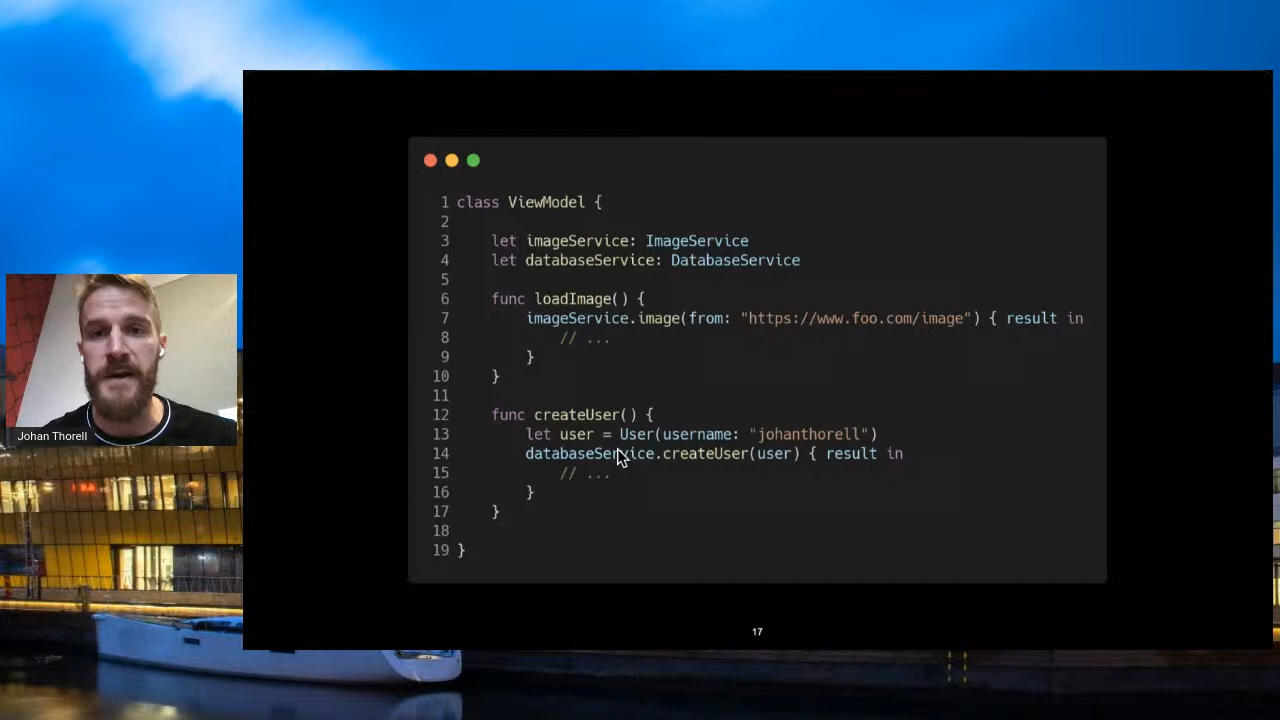 1 class ViewModel {
2
3 let imageService: ImageService
4 let databaseService: DatabaseService
5
6 func loadImage() {
7 imageService.image(from: "https://www.foo.com/image") { result in
8 // ...
9 }
10 }
11
12 func createUser() {
13 let user = User(username: "johanthorell")
14 databaseService.createUser(user) { result in
15 // ...
16 }
17 }
18
19 }
Johan Thorell
17